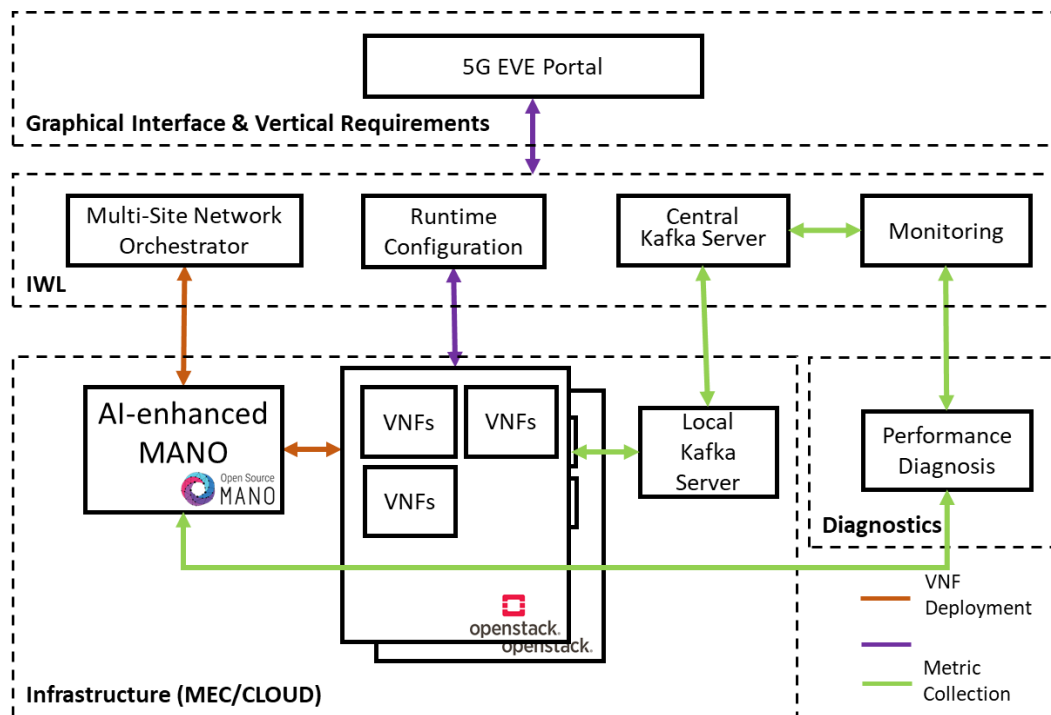 5G EVE Portal
Graphical Interface & Vertical Requirements
Multi-Site Network
Orchestrator
Runtime
Configuration
Central
Kafka Server
Monitoring
IWL
AI-enhanced
MANO
Open Source
MANO
VNFs
VNFs
VNFs
Local
Kafka
Server
Performance
Diagnosis
Diagnostics
openstack.
openstack.
Infrastructure (MEC/CLOUD)
VNF
Deployment
Metric
Collection